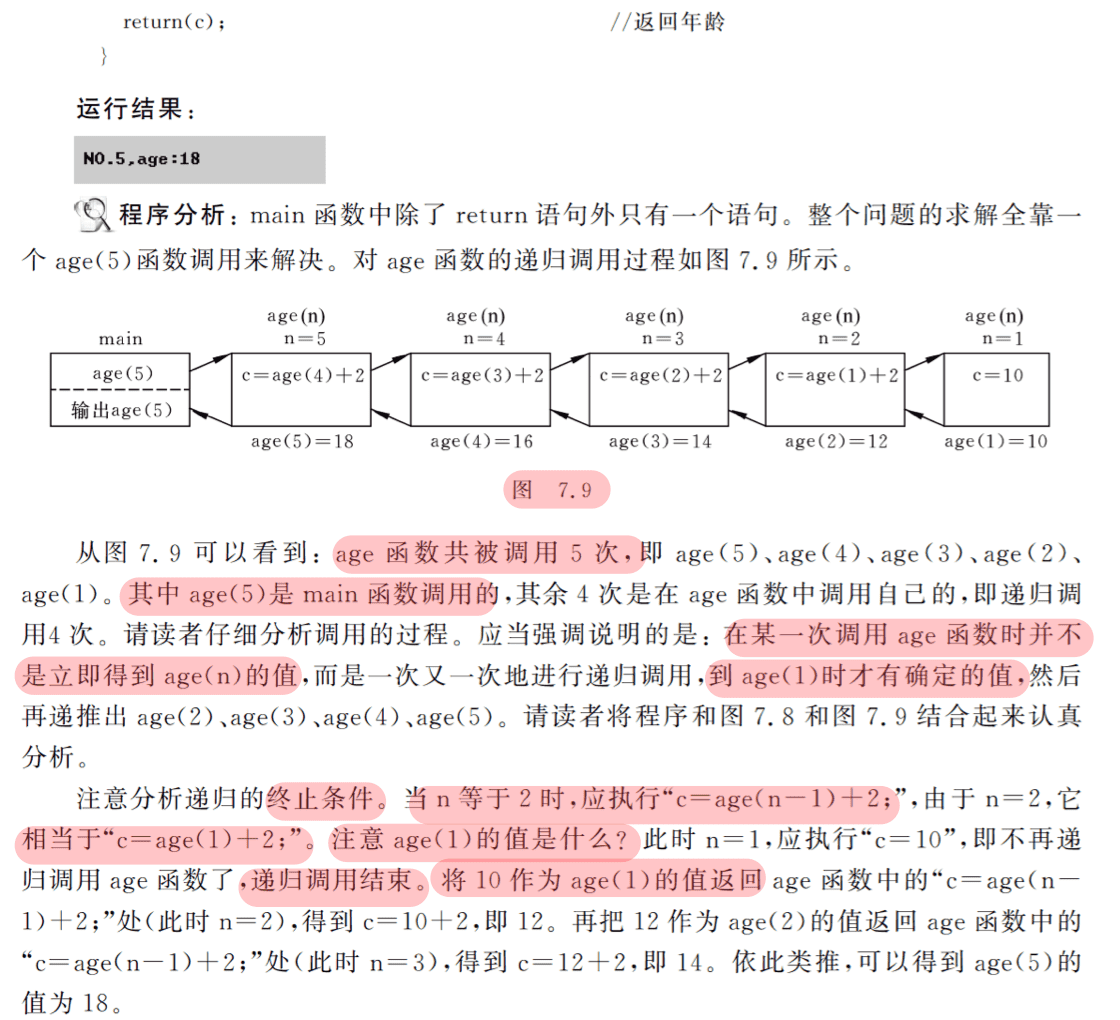 return(c);                    //返回年龄
}
运行结果：
NO.5,age:18
程序分析：main 函数中除了 return 语句外只有一个语句。整个问题的求解全靠一
个 age(5)函数调用来解决。对 age 函数的递归调用过程如图 7.9 所示。
age(n) age(n) age(n) age(n) age(n)
main n=5 n=4 n=3 n=2 n=1
age(5) c=age(4)+2 c=age(3)+2 c=age(2)+2 c=age(1)+2 c=10
输出age(5)
age(5)=18 age(4)=16 age(3)=14 age(2)=12 age(1)=10
图 7.9
从图 7.9 可以看到：age 函数共被调用 5 次，即 age(5)、age(4)、age(3)、age(2)、
age(1)。其中 age(5)是 main 函数调用的，其余 4 次是在 age 函数中调用自己的，即递归调
用4 次。请读者仔细分析调用的过程。应当强调说明的是：在某一次调用 age 函数时并不
是立即得到 age(n)的值，而是一次又一次地进行递归调用，到 age(1)时才有确定的值，然后
再递推出 age(2)、age(3)、age(4)、age(5)。请读者将程序和图 7.8 和图 7.9 结合起来认真
分析。
注意分析递归的终止条件。当 n 等于 2 时，应执行“c=age(n-1)+2;”，由于 n=2，它
相当于“c=age(1)+2;”。注意 age(1)的值是什么？此时 n=1，应执行“c=10”，即不再递
归调用 age 函数了，递归调用结束。将 10 作为 age(1)的值返回 age 函数中的“c=age(n-
1)+2;”处(此时 n=2)，得到 c=10+2，即 12。再把 12 作为 age(2)的值返回 age 函数中的
“c=age(n-1)+2;”处(此时 n=3)，得到 c=12+2，即 14。依此类推，可以得到 age(5)的
值为 18。